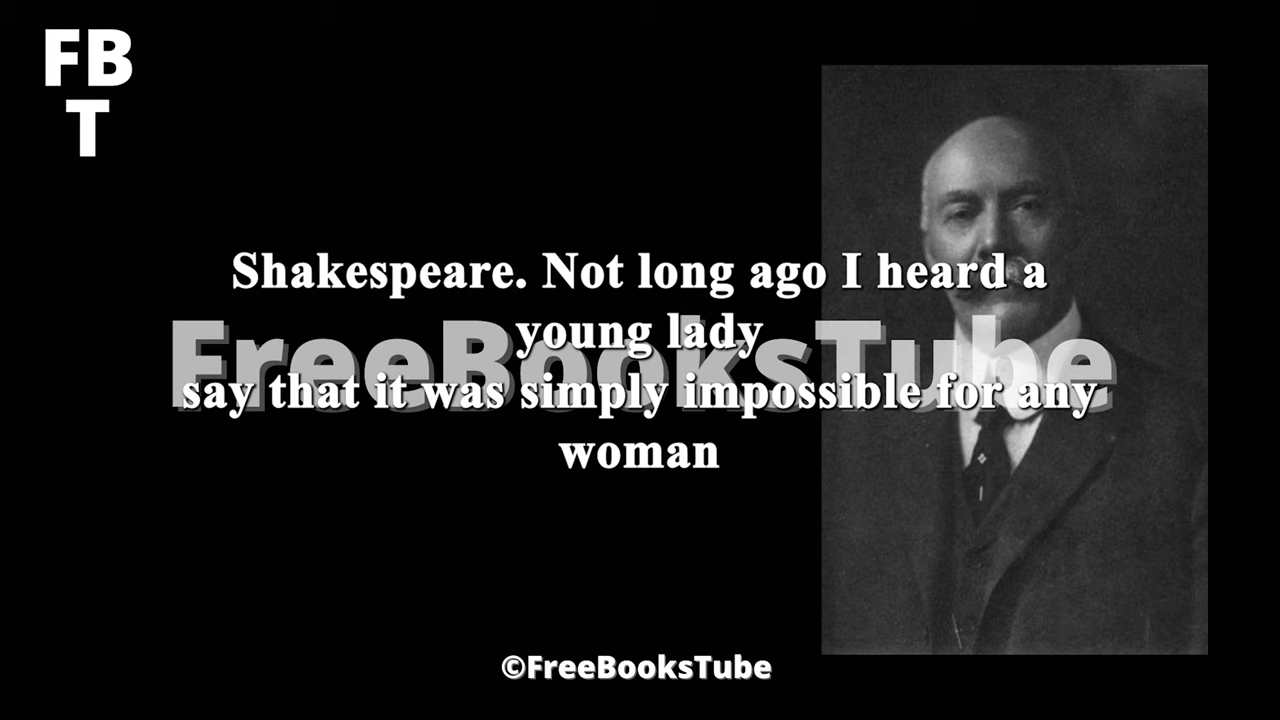 FB
T
Shakespeare. Not long ago I heard a
young lady
FreeBooksTube
say that it was simply impossible for any
woman
©FreeBooksTube